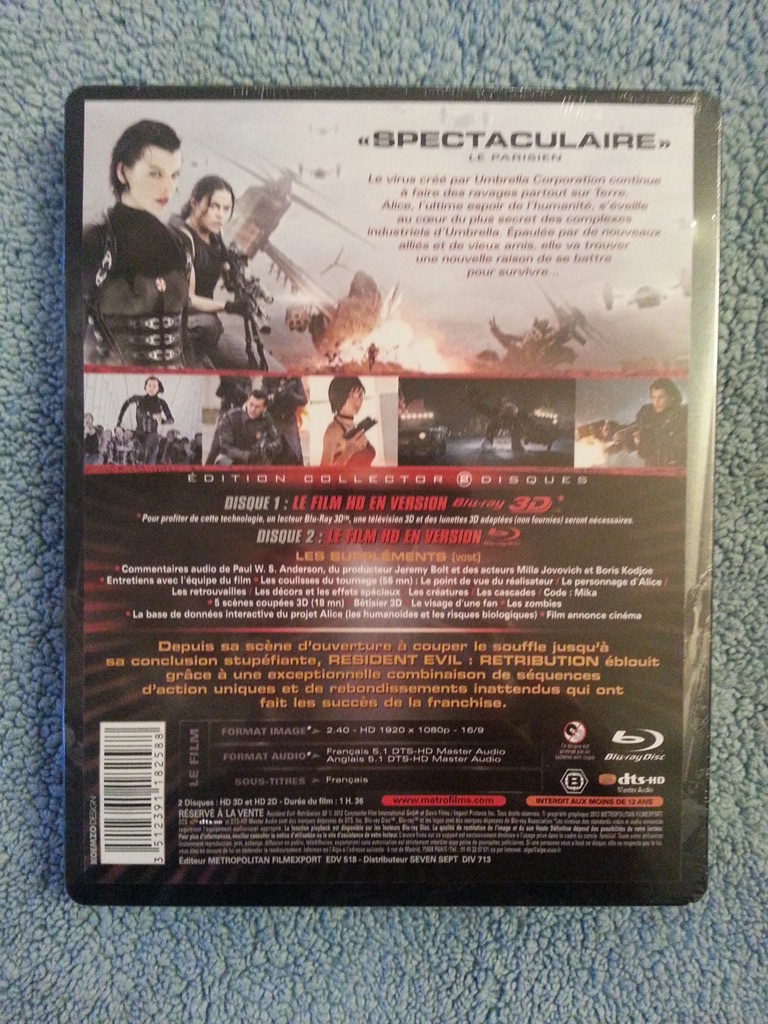 «SPECTACULAIRE»
LE PARISIEN
Le virus créé par Umbrella Corporation continue
à faire des ravages partout sur Terre.
Alice, l'ultime espoir de l'humanité, s'éveille
au cœur du plus secret des complexes
industriels d'Umbrella. Épaulée par de nouveaux
alliés et de vieux amis, elle va trouver
une nouvelle raison de se battre
pour survivre...
ÉDITION COLLECTOR 2 DISQUES
DISQUE 1 : LE FILM HD EN VERSION Blu-ray 3D*
* Pour profiter de cette technologie, un lecteur Blu-Ray 3D™, une télévision 3D et des lunettes 3D adaptées (non fournies) seront nécessaires.
DISQUE 2 : LE FILM HD EN VERSION Blu-ray Disc
LES SUPPLÉMENTS (vost)
* Commentaires audio de Paul W. S. Anderson, du producteur Jeremy Bolt et des acteurs Milla Jovovich et Boris Kodjoe
* Entretiens avec l'équipe du film * Les coulisses du tournage (56 mn) : Le point de vue du réalisateur / Le personnage d'Alice /
Les retrouvailles / Les décors et les effets spéciaux / Les créatures / Les cascades / Code : Mika
* 5 scènes coupées 3D (18 mn) * Bêtisier 3D * Le visage d'une fan * Les zombies
* La base de données interactive du projet Alice (les humanoïdes et les risques biologiques) * Film annonce cinéma
Depuis sa scène d'ouverture à couper le souffle jusqu'à
sa conclusion stupéfiante, RESIDENT EVIL : RETRIBUTION éblouit
grâce à une exceptionnelle combinaison de séquences
d'action uniques et de rebondissements inattendus qui ont
fait les succès de la franchise.
LE FILM
FORMAT IMAGE 2.40 - HD 1920 x 1080p - 16/9
FORMAT AUDIO Français 5.1 DTS-HD Master Audio
Anglais 5.1 DTS-HD Master Audio
SOUS-TITRES Français
Blu-ray Disc
B
dts-HD
Master Audio
KOEMZO DESIGN
3 512391 182588
2 Disques : HD 3D et HD 2D - Durée du film : 1 H. 36
www.metrofilms.com
INTERDIT AUX MOINS DE 12 ANS
RÉSERVÉ À LA VENTE
Éditeur METROPOLITAN FILMEXPORT EDV 518 - Distributeur SEVEN SEPT DIV 713